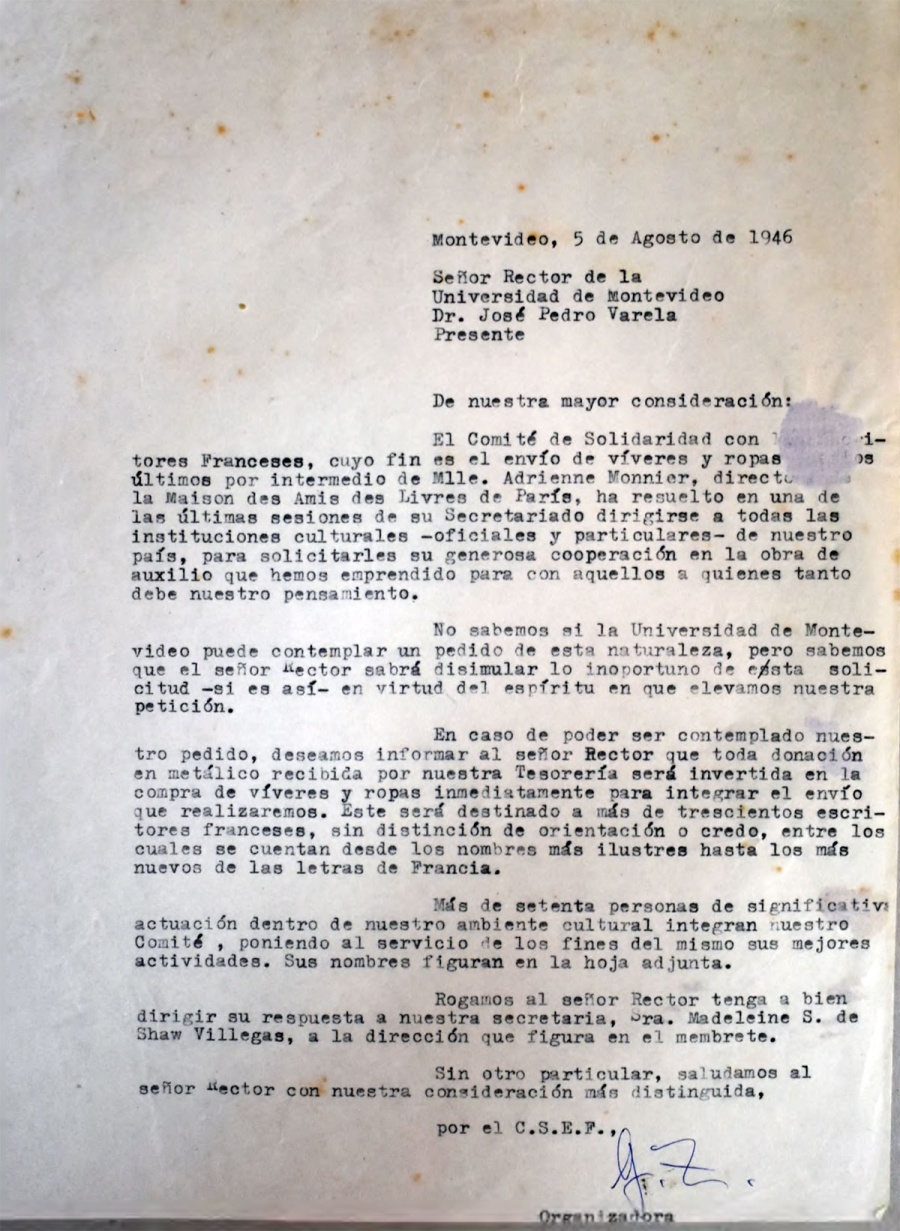 Montevideo, 5 de Agosto de 1946
Señor Rector de la
Universidad de Montevideo
Dr. José Pedro Varela
Presente
De nuestra mayor consideración:
El Comité de Solidaridad con
tores Franceses, cuyo fin es el envío de víveres y ropas
últimos por intermedio de Mlle. Adrienne Monnier,
la Maison des Amis des Livres de París, ha resuelto en una de
las últimas sesiones de su Secretariado dirigirse a todas las
instituciones culturales -oficiales y particulares- de nuestro
país, para solicitarles su generosa cooperación en la obra de
auxilio que hemos emprendido para con aquellos a quienes tanto
debe nuestro pensamiento.
No sabemos si la Universidad de Monte-
video puede contemplar un pedido de esta naturaleza, pero sabemos
que el señor Rector sabrá disimular lo inoportuno de esta soli-
citud -si es así- en virtud del espíritu en que elevamos nuestra
petición.
En caso de poder ser contemplado nues-
tro pedido, deseamos informar al señor Rector que toda donación
en metálico recibida por nuestra Tesorería será invertida en la
compra de víveres y ropas inmediatamente para integrar el envío
que realizaremos. Este será destinado a más de trescientos escri-
tores franceses, sin distinción de orientación o credo, entre los
cuales se cuentan desde los nombres más ilustres hasta los más
nuevos de las letras de Francia.
Más de setenta personas de significativa
actuación dentro de nuestro ambiente cultural integran nuestro
Comité , poniendo al servicio de los fines del mismo sus mejores
actividades. Sus nombres figuran en la hoja adjunta.
Rogamos al señor Rector tenga a bien
dirigir su respuesta a nuestra secretaria, Sra. Madeleine S. de
Shaw Villegas, a la dirección que figura en el membrete.
Sin otro particular, saludamos al
señor Rector con nuestra consideración más distinguida,
por el C.S.E.F.,
Organizadora